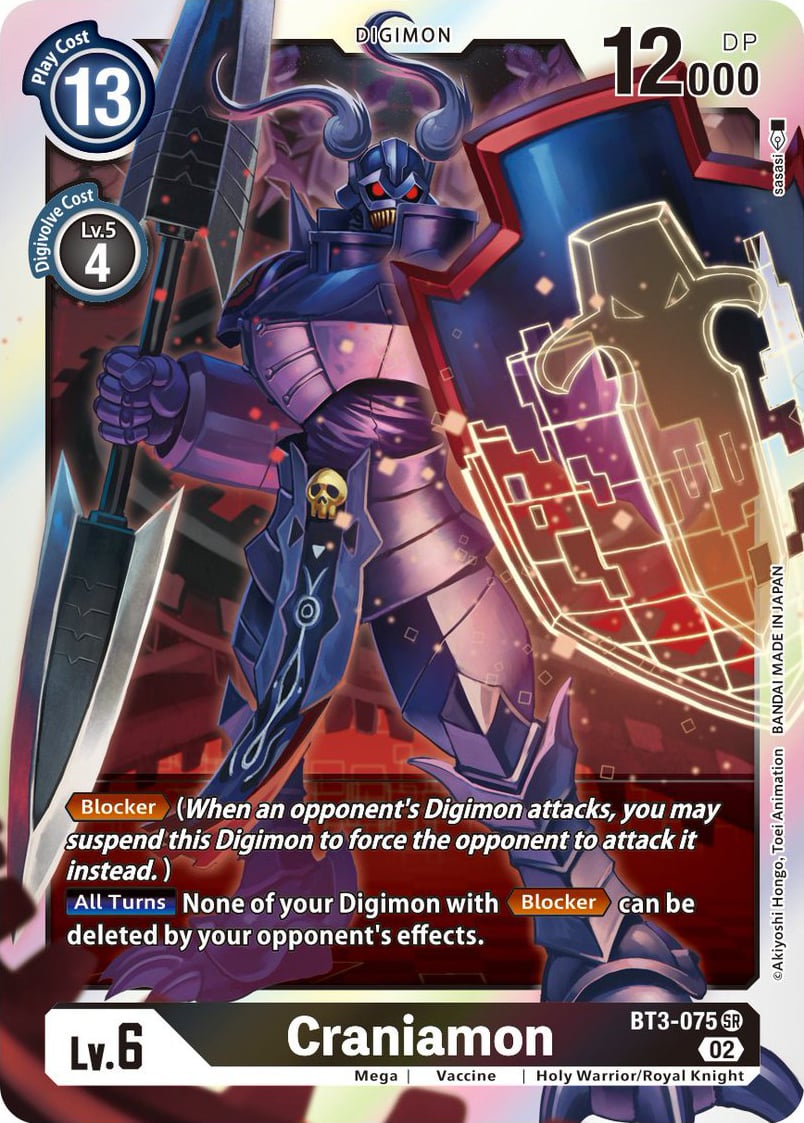 DIGIMON
Play Cost
13
12000
DP
Digivolve Cost
Lv.5
4
sasasi
Blocker (When an opponent's Digimon attacks, you may
suspend this Digimon to force the opponent to attack it
instead.)
All Turns None of your Digimon with Blocker can be
deleted by your opponent's effects.
©Akiyoshi Hongo, Toei Animation BANDAI MADE IN JAPAN
Lv.6
Craniamon
BT3-075 SR
02
Mega | Vaccine | Holy Warrior/Royal Knight